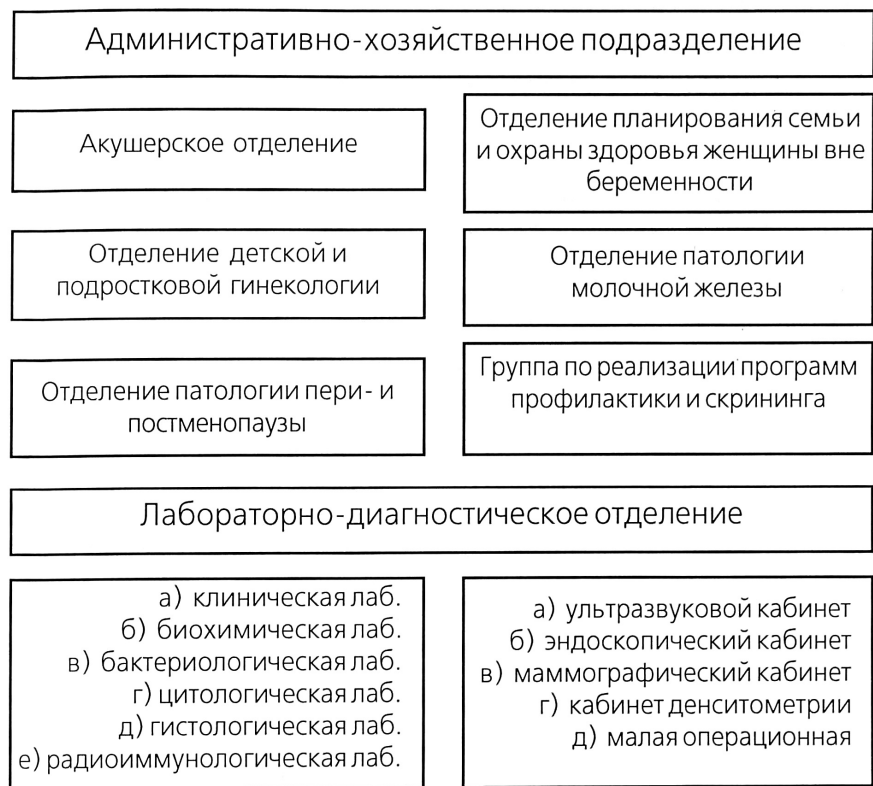 Административно-хозяйственное подразделение
Акушерское отделение
Отделение планирования семьи
и охраны здоровья женщины вне
беременности
Отделение детской и
подростковой гинекологии
Отделение патологии
молочной железы
Отделение патологии пери- и
постменопаузы
Группа по реализации программ
профилактики и скрининга
Лабораторно-диагностическое отделение
а) клиническая лаб.
б) биохимическая лаб.
в) бактериологическая лаб.
г) цитологическая лаб.
д) гистологическая лаб.
е) радиоиммунологическая лаб.
а) ультразвуковой кабинет
б) эндоскопический кабинет
в) маммографический кабинет
г) кабинет денситометрии
д) малая операционная